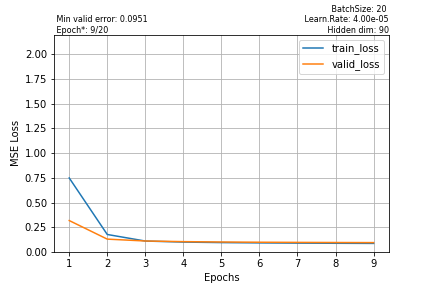 BatchSize: 20
Min valid error: 0.0951
Learn.Rate: 4.00e-05
Epoch*: 9/20
Hidden dim: 90
train_loss
valid_loss
2.00
1.75
1.50
1.25
1.00
0.75
0.50
0.25
0.00
MSE Loss
1 2 3 4 5 6 7 8 9
Epochs